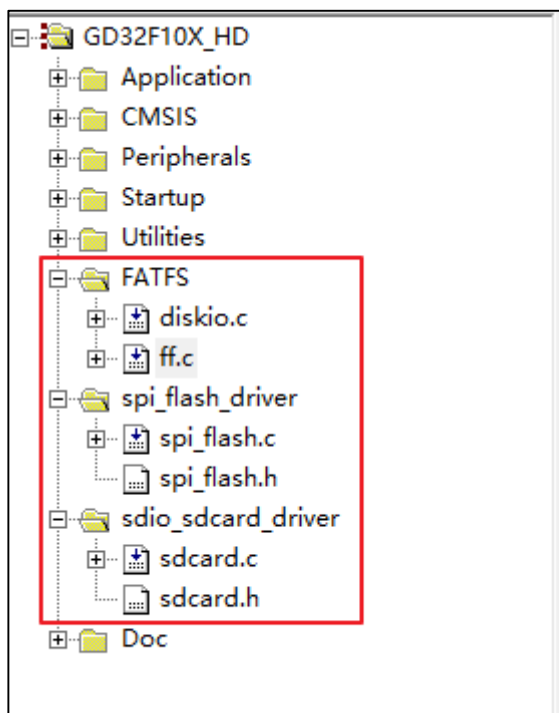 GD32F10X_HD
Application
CMSIS
Peripherals
Startup
Utilities
FATFS
diskio.c
ff.c
spi_flash_driver
spi_flash.c
spi_flash.h
sdio_sdcard_driver
sdcard.c
sdcard.h
Doc